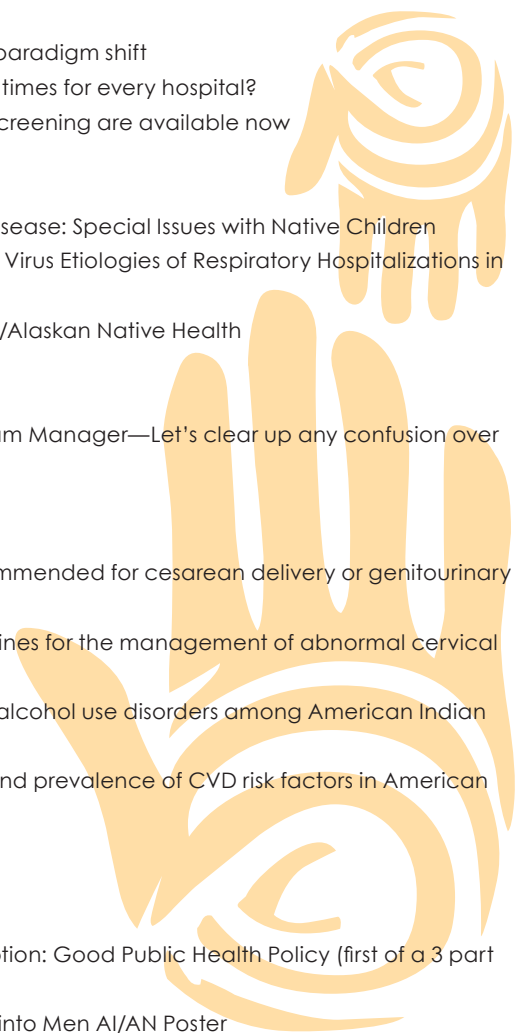 paradigm shift
times for every hospital?
creening are available now
sease: Special Issues with Native Children
Virus Etiologies of Respiratory Hospitalizations in
/Alaskan Native Health
am Manager—Let’s clear up any confusion over
mmended for cesarean delivery or genitourinary
ines for the management of abnormal cervical
alcohol use disorders among American Indian
nd prevalence of CVD risk factors in American
tion: Good Public Health Policy (first of a 3 part
into Men AI/AN Poster